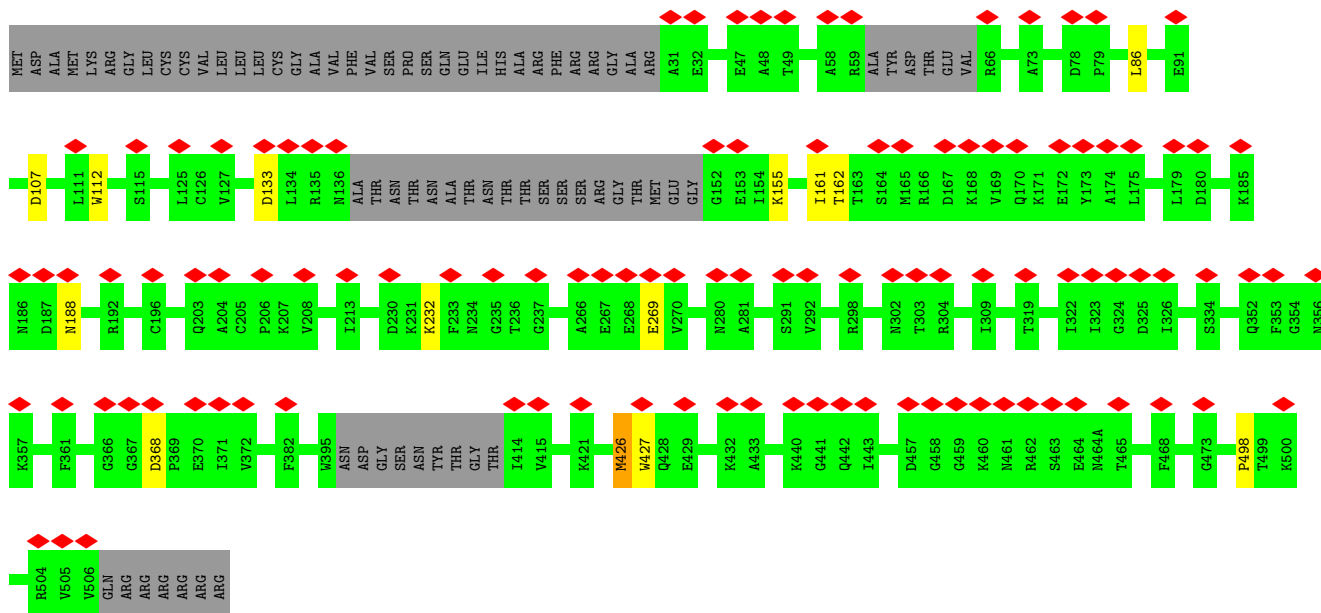 MET ASP ALA MET LYS ARG GLY LEU CYS CYS VAL LEU LEU LEU CYS GLY ALA VAL PHE VAL SER PRO SER GLN GLU ILE HIS ALA ARG PHE ARG ARG GLY ALA ARG A31 E32 E47 A48 T49 A58 R59 ALA TYR ASP THR GLU VAL R66 A73 D78 P79 L86 E91
D107 L111 W112 S115 L125 C126 V127 D133 L134 R135 N136 ALA THR ASN THR THR ASN ALA THR ASN THR THR SER SER SER ARG GLY THR MET GLU GLY G152 E153 I154 K155 I161 T162 T163 S164 M165 R166 D167 K168 V169 Q170 K171 E172 Y173 A174 L175 L179 D180 K185
N186 D187 N188 R192 C196 Q203 A204 C205 P206 K207 V208 I213 D230 K231 K232 F233 N234 G235 T236 G237 A266 E267 E268 E269 V270 N280 A281 S291 V292 R298 N302 T303 R304 I309 T319 I322 I323 G324 D325 I326 S334 Q352 F353 G354 N356
K357 F361 G366 G367 D368 P369 E370 I371 V372 F382 W395 ASN ASP GLY SER ASN TYR THR GLY THR I414 V415 K421 M426 W427 Q428 E429 K432 A433 K440 G441 Q442 I443 D457 G458 G459 K460 N461 R462 S463 E464 N464A T465 F468 G473 P498 T499 K500
R504 V505 V506 GLN ARG ARG ARG ARG ARG ARG